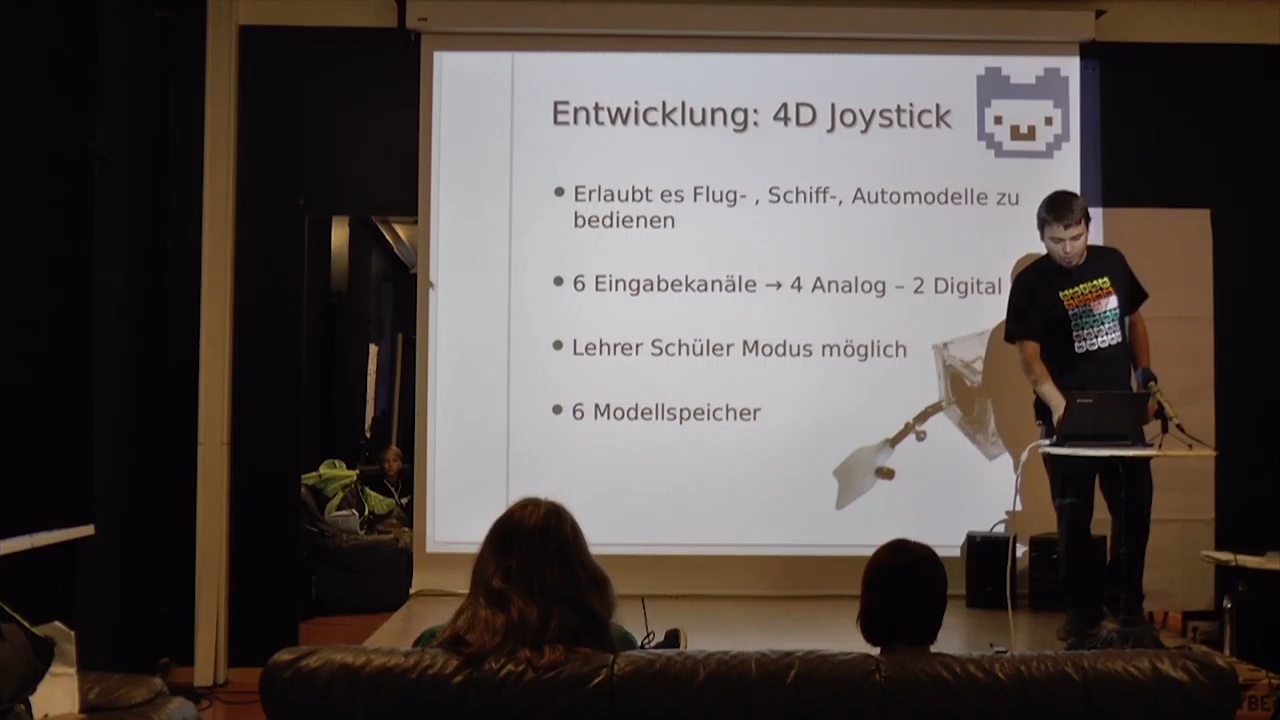 Entwicklung: 4D Joystick
Erlaubt es Flug- , Schiff-, Automodelle zu
bedienen
6 Eingabekanäle → 4 Analog – 2 Digital
Lehrer Schüler Modus möglich
6 Modellspeicher